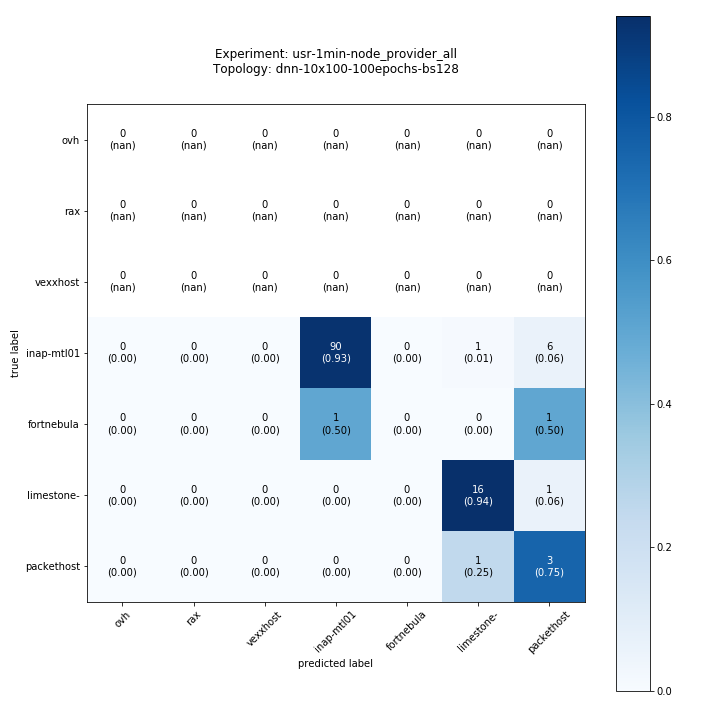 Experiment: usr-1min-node_provider_all
Topology: dnn-10x100-100epochs-bs128
ovh 0 0 0 0 0 0 0
(nan) (nan) (nan) (nan) (nan) (nan) (nan)
rax 0 0 0 0 0 0 0
(nan) (nan) (nan) (nan) (nan) (nan) (nan)
vexxhost 0 0 0 0 0 0 0
(nan) (nan) (nan) (nan) (nan) (nan) (nan)
inap-mtl01 0 0 0 90 0 1 6
(0.00) (0.00) (0.00) (0.93) (0.00) (0.01) (0.06)
fortnebula 0 0 0 1 0 0 1
(0.00) (0.00) (0.00) (0.50) (0.00) (0.00) (0.50)
limestone- 0 0 0 0 0 16 1
(0.00) (0.00) (0.00) (0.00) (0.00) (0.94) (0.06)
packethost 0 0 0 0 0 1 3
(0.00) (0.00) (0.00) (0.00) (0.00) (0.25) (0.75)
true label
ovh rax vexxhost inap-mtl01 fortnebula limestone- packethost
predicted label
0.8
0.6
0.4
0.2
0.0